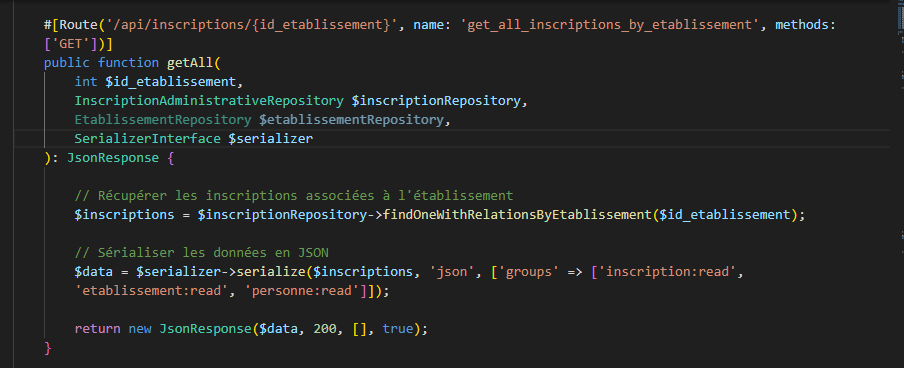 #[Route('/api/inscriptions/{id_etablissement}', name: 'get_all_inscriptions_by_etablissement', methods:
['GET'])]
public function getAll(
    int $id_etablissement,
    InscriptionAdministrativeRepository $inscriptionRepository,
    EtablissementRepository $etablissementRepository,
    SerializerInterface $serializer
): JsonResponse {
    // Récupérer les inscriptions associées à l'établissement
    $inscriptions = $inscriptionRepository->findOneWithRelationsByEtablissement($id_etablissement);
    // Sérialiser les données en JSON
    $data = $serializer->serialize($inscriptions, 'json', ['groups' => ['inscription:read',
    'etablissement:read', 'personne:read']]);
    return new JsonResponse($data, 200, [], true);
}